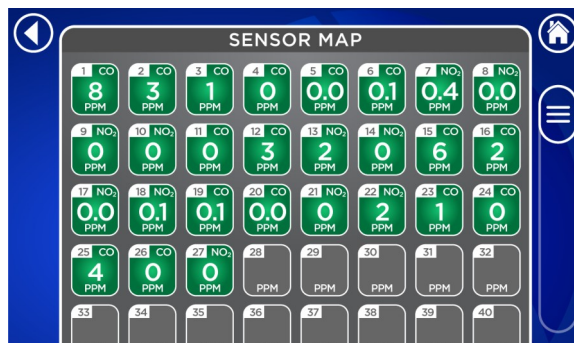 SENSOR MAP
1 CO 2 CO 3 CO 4 CO 5 CO 6 CO 7 NO₂ 8 NO₂
8 3 1 0 0.0 0.1 0.4 0.0
PPM PPM PPM PPM PPM PPM PPM PPM
9 NO₂ 10 NO₂ 11 CO 12 CO 13 NO₂ 14 NO₂ 15 CO 16 CO
0 0 0 3 2 0 6 2
PPM PPM PPM PPM PPM PPM PPM PPM
17 NO₂ 18 NO₂ 19 CO 20 CO 21 NO₂ 22 NO₂ 23 CO 24 CO
0.0 0.1 0.1 0.0 0 2 1 0
PPM PPM PPM PPM PPM PPM PPM PPM
25 CO 26 CO 27 NO₂ 28 29 30 31 32
4 0 0
PPM PPM PPM PPM PPM PPM PPM PPM
33 34 35 36 37 38 39 40